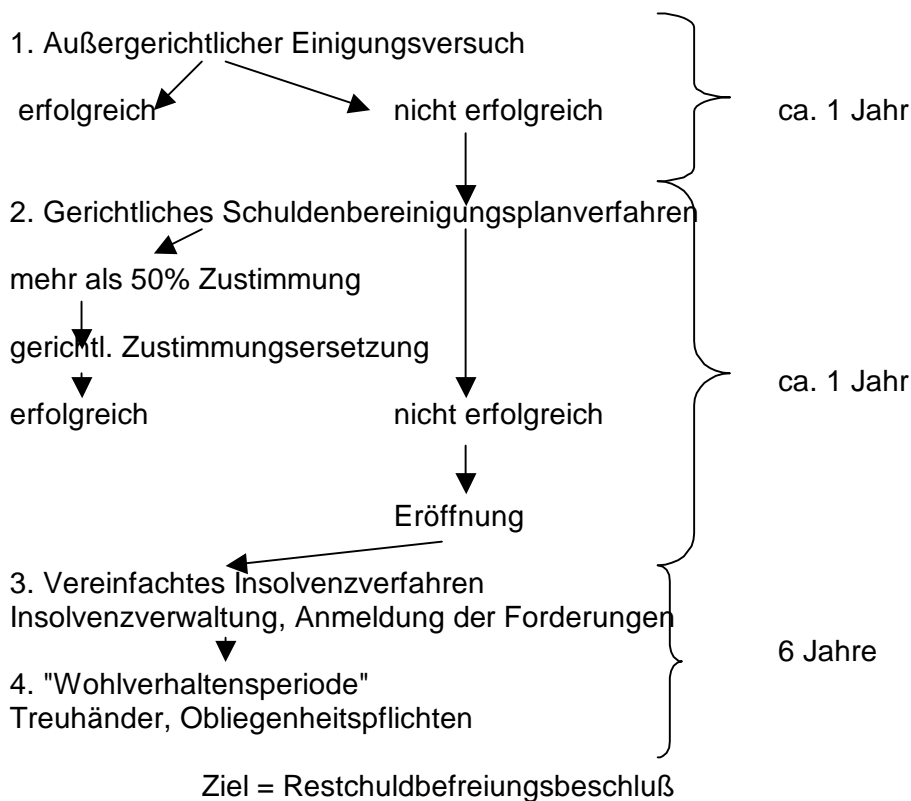 1. Außergerichtlicher Einigungsversuch
erfolgreich nicht erfolgreich ca. 1 Jahr
2. Gerichtliches Schuldenbereinigungsplanverfahren
mehr als 50% Zustimmung
gerichtl. Zustimmungsersetzung
ca. 1 Jahr
erfolgreich nicht erfolgreich
Eröffnung
3. Vereinfachtes Insolvenzverfahren
Insolvenzverwaltung, Anmeldung der Forderungen
6 Jahre
4. "Wohlverhaltensperiode"
Treuhänder, Obliegenheitspflichten
Ziel = Restchuldbefreiungsbeschluß